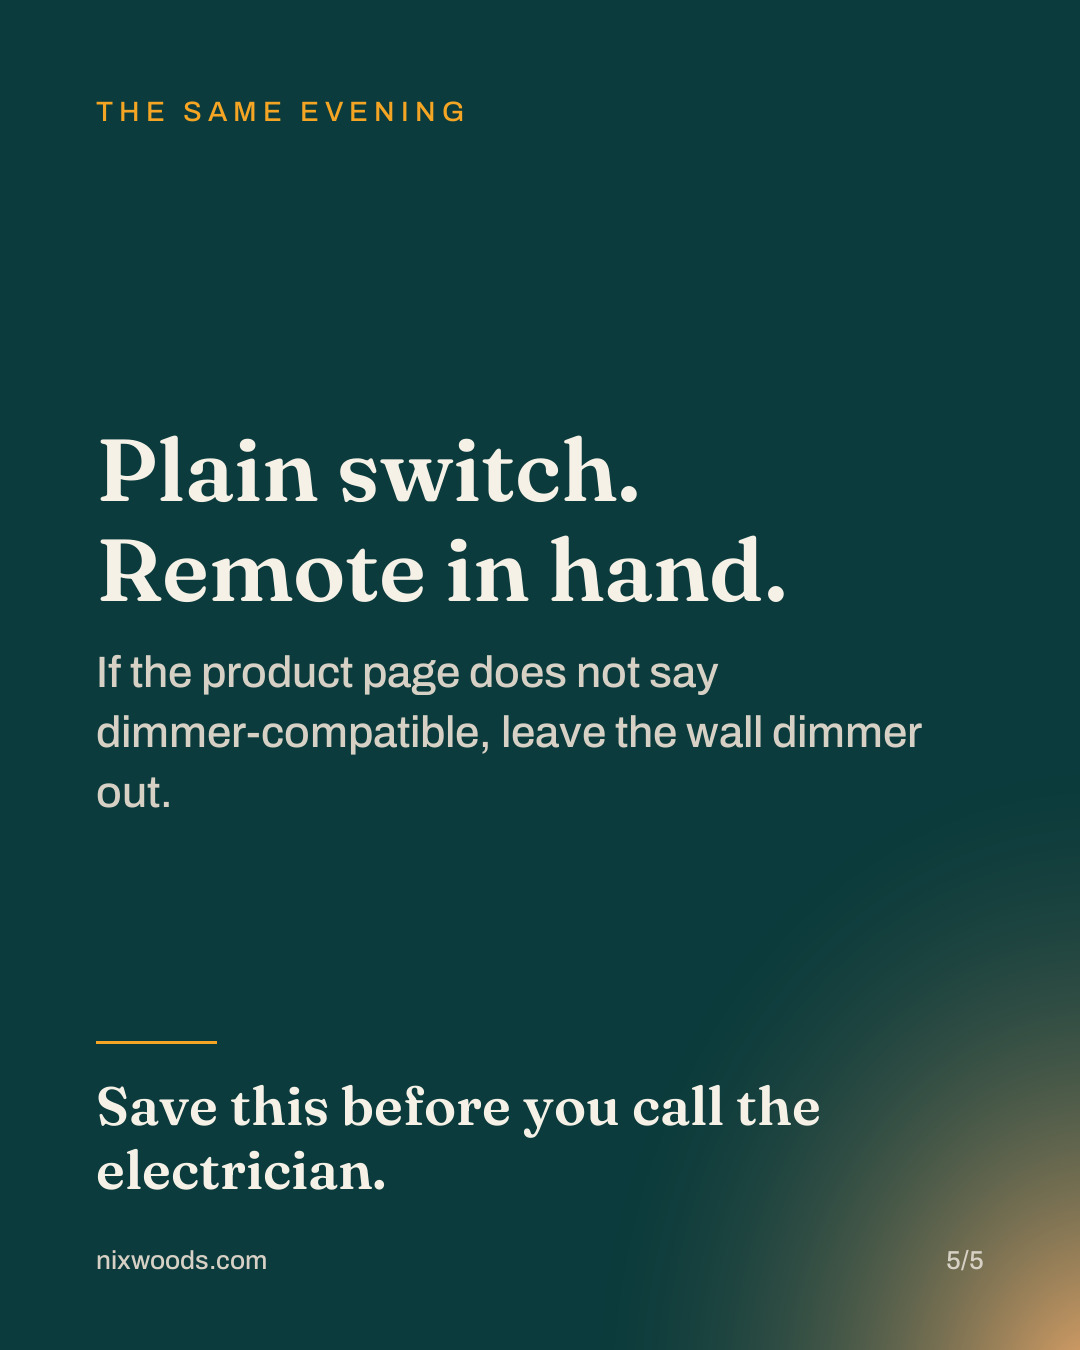 THE SAME EVENING
Plain switch.
Remote in hand.
If the product page does not say
dimmer-compatible, leave the wall dimmer
out.
Save this before you call the
electrician.
nixwoods.com
5/5